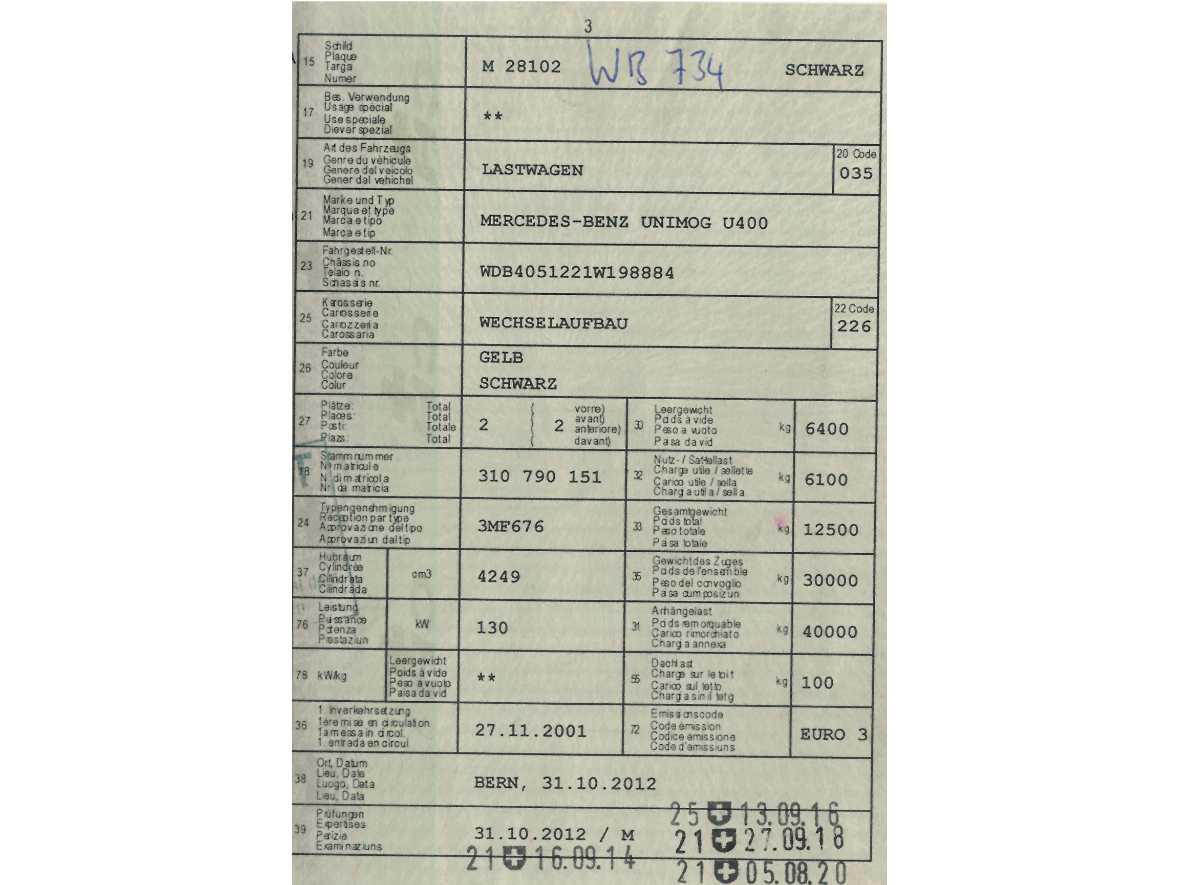 3
15 Schild
Plaque
Targa
Numer
M 28102 WB 734 SCHWARZ
17 Bes. Verwendung
Usage spécial
Use speciale
Diever spezial
**
19 Art des Fahrzeugs
Genre du véhicule
Genere del veicolo
Gener dal vehichel
LASTWAGEN
20 Code
035
21 Marke und Typ
Marque et type
Marca e tipo
Marca e tip
MERCEDES-BENZ UNIMOG U400
23 Fahrgestell-Nr.
Châssis no
Telaio n.
Schassis nr.
WDB4051221W198884
25 Karosserie
Carrosserie
Carrozzeria
Carossaria
WECHSELAUFBAU
22 Code
226
26 Farbe
Couleur
Colore
Colur
GELB
SCHWARZ
27 Plätze: Total
Places: Total
Posti: Totale
Plazs: Total
2
2
vorne)
avant)
anteriore)
davant)
30 Leergewicht
Poids à vide
Peso a vuoto
Paisa da vid
kg 6400
18 Stammnummer
No matricule
N. di matricola
Nr. da matricla
310 790 151
32 Nutz- / Sattellast
Charge utile / sellette
Carico utile / sella
Chargia utila / sella
kg 6100
24 Typengenehmigung
Réception par type
Approvazione del tipo
Approvaziun dal tip
3MF676
33 Gesamtgewicht
Poids total
Peso totale
Paisa totale
kg 12500
37 Hubraum
Cylindrée
Cilindrata
Cilindrada
cm3
4249
35 Gewicht des Zuges
Poids de l'ensemble
Peso del convoglio
Paisa cumposiziun
kg 30000
76 Leistung
Puissance
Potenza
Prestaziun
kW
130
31 Anhängelast
Poids remorquable
Carico rimorchiato
Chargia annexa
kg 40000
78 kW/kg
Leergewicht
Poids à vide
Peso a vuoto
Paisa da vid
**
55 Dachlast
Charge sur le toit
Carico sul tetto
Chargia sin il tetg
kg 100
36 1. Inverkehrsetzung
1ère mise en circulation
1a messa in circol.
1. entrada en circul.
27.11.2001
72 Emissionscode
Code émission
Codice emissione
Code d'emissiuns
EURO 3
38 Ort, Datum
Lieu, Date
Luogo, Data
Lieu, Data
BERN, 31.10.2012
39 Prüfungen
Expertises
Perizie
Examinaziuns
31.10.2012 / M
25 13.09.16
21 27.09.18
21 16.09.14
21 05.08.20